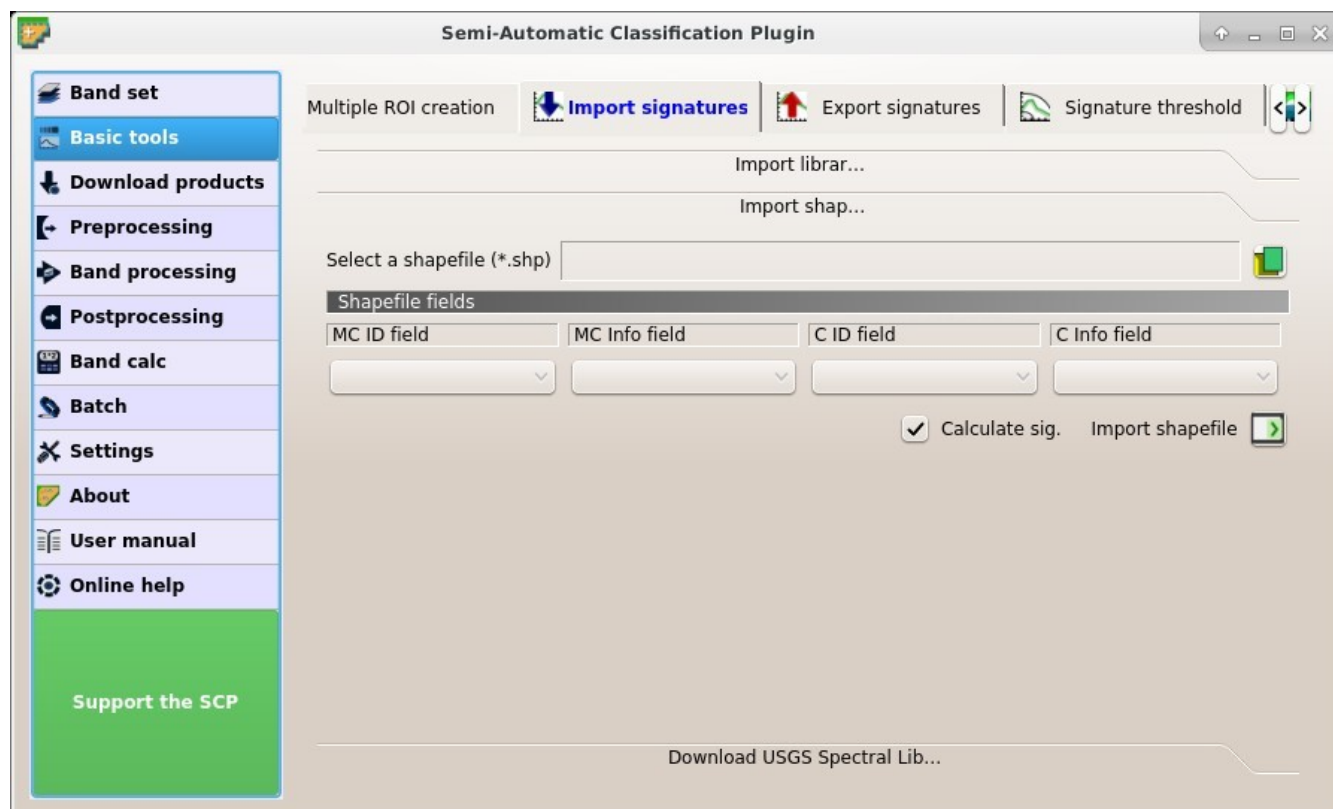 Semi-Automatic Classification Plugin
Band set
Basic tools
Download products
Preprocessing
Band processing
Postprocessing
Band calc
Batch
Settings
About
User manual
Online help
Support the SCP
Multiple ROI creation Import signatures Export signatures Signature threshold
Import librar...
Import shap...
Select a shapefile (*.shp)
Shapefile fields
MC ID field MC Info field C ID field C Info field
Calculate sig. Import shapefile
Download USGS Spectral Lib...